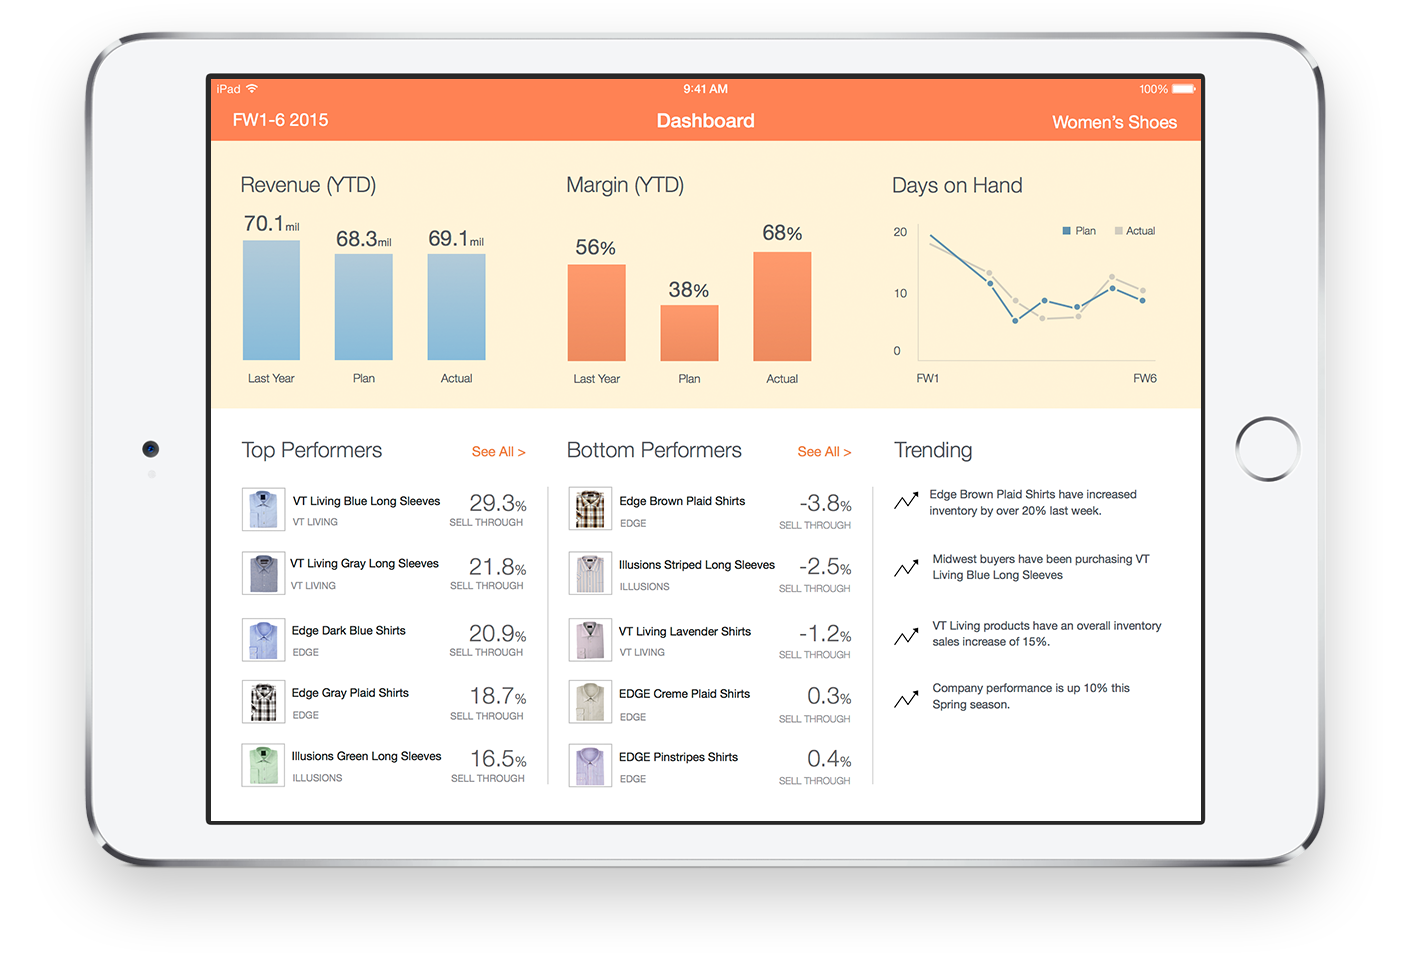 iPad 9:41 AM 100%
FW1-6 2015 Dashboard Women's Shoes
Revenue (YTD)
70.1mil
68.3mil
69.1mil
Last Year Plan Actual
Margin (YTD)
56%
38%
68%
Last Year Plan Actual
Days on Hand
Plan Actual
20
10
0
FW1 FW6
Top Performers See All >
VT Living Blue Long Sleeves 29.3%
VT LIVING SELL THROUGH
VT Living Gray Long Sleeves 21.8%
VT LIVING SELL THROUGH
Edge Dark Blue Shirts 20.9%
EDGE SELL THROUGH
Edge Gray Plaid Shirts 18.7%
EDGE SELL THROUGH
Illusions Green Long Sleeves 16.5%
ILLUSIONS SELL THROUGH
Bottom Performers See All >
Edge Brown Plaid Shirts -3.8%
EDGE SELL THROUGH
Illusions Striped Long Sleeves -2.5%
ILLUSIONS SELL THROUGH
VT Living Lavender Shirts -1.2%
VT LIVING SELL THROUGH
EDGE Creme Plaid Shirts 0.3%
EDGE SELL THROUGH
EDGE Pinstripes Shirts 0.4%
EDGE SELL THROUGH
Trending
Edge Brown Plaid Shirts have increased
inventory by over 20% last week.
Midwest buyers have been purchasing VT
Living Blue Long Sleeves
VT Living products have an overall inventory
sales increase of 15%.
Company performance is up 10% this
Spring season.